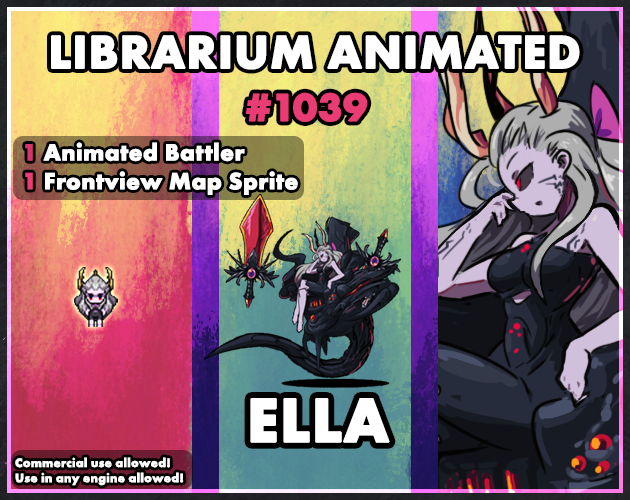 LIBRARIUM ANIMATED
#1039
1 Animated Battler
1 Frontview Map Sprite
ELLA
Commercial use allowed!
Use in any engine allowed!